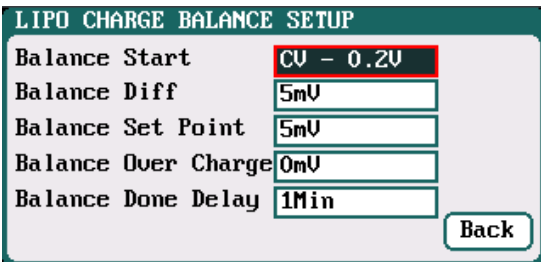 LIPO CHARGE BALANCE SETUP
Balance Start CV - 0.2V
Balance Diff 5mV
Balance Set Point 5mV
Balance Over Charge 0mV
Balance Done Delay 1Min
Back